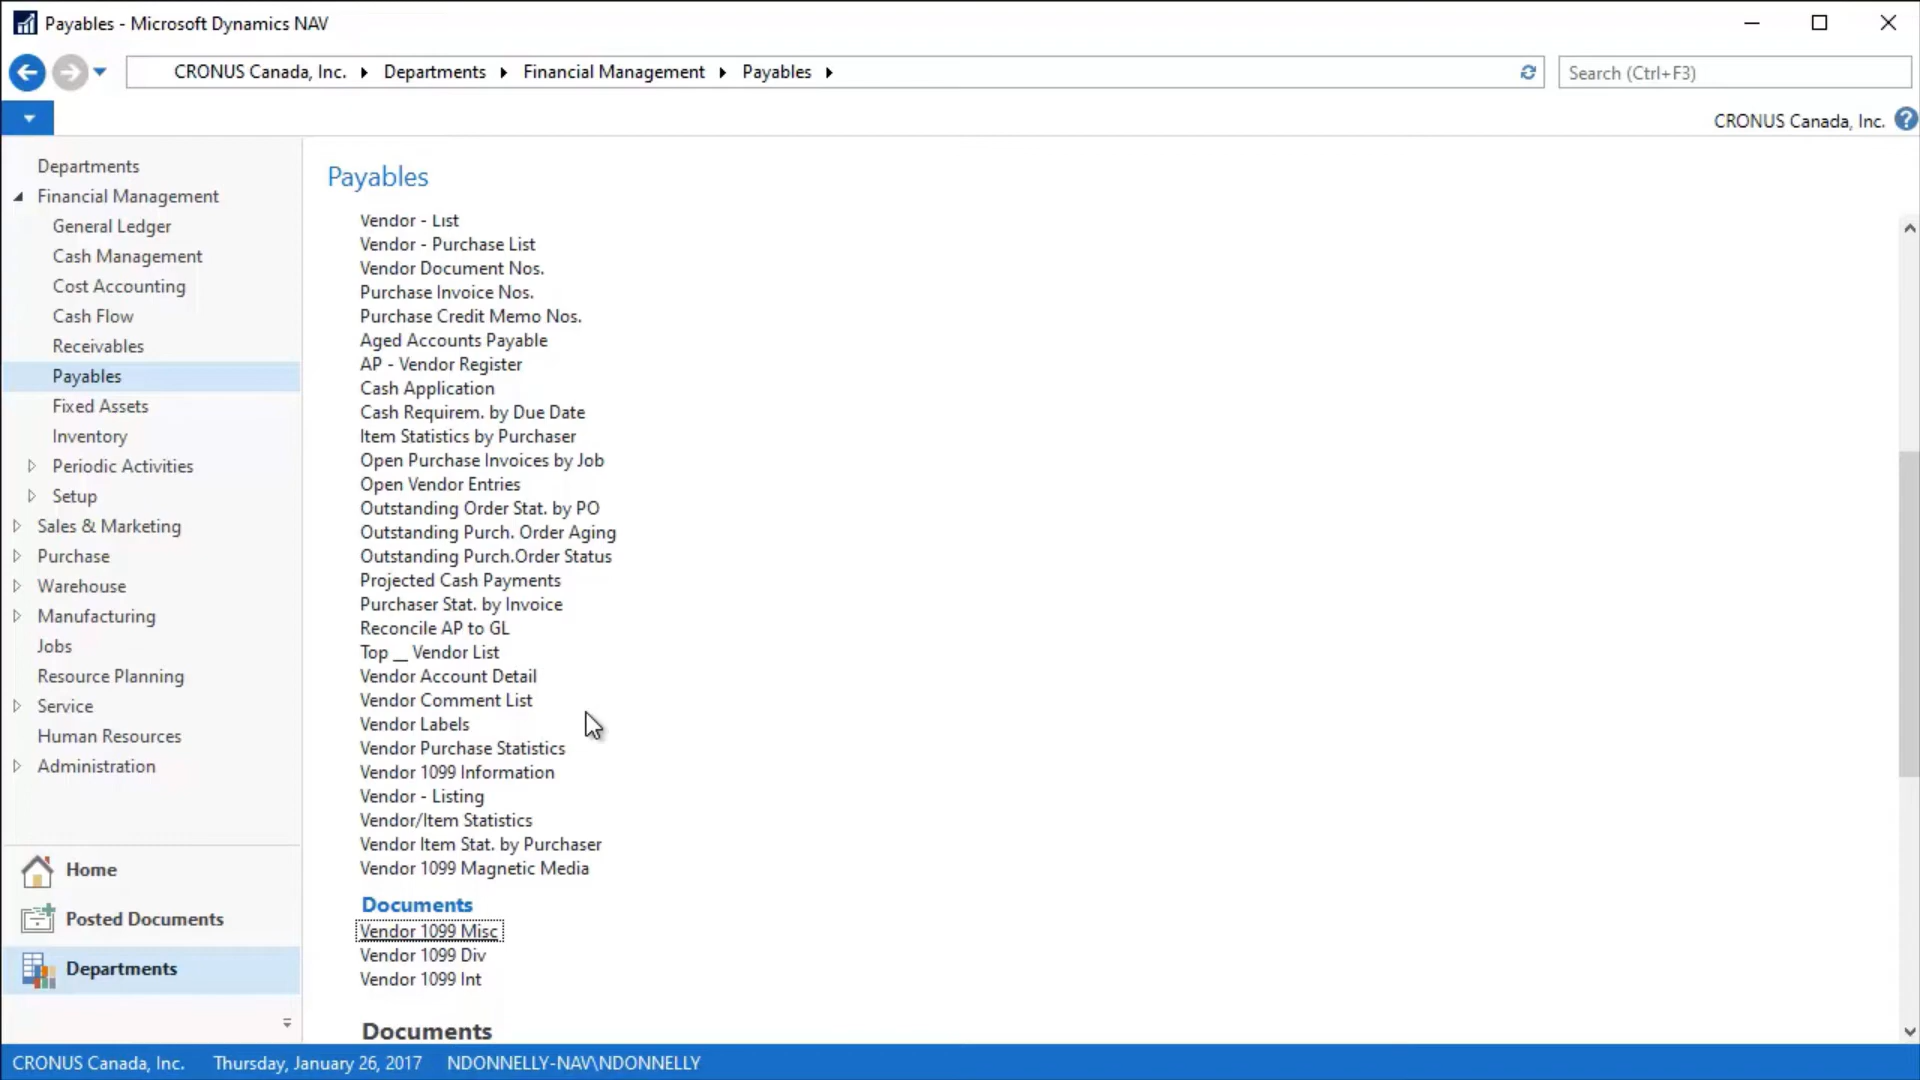 Payables - Microsoft Dynamics NAV
CRONUS Canada, Inc. Departments Financial Management Payables
Search (Ctrl+F3)
CRONUS Canada, Inc.
Departments
Financial Management
General Ledger
Cash Management
Cost Accounting
Cash Flow
Receivables
Payables
Fixed Assets
Inventory
Periodic Activities
Setup
Sales & Marketing
Purchase
Warehouse
Manufacturing
Jobs
Resource Planning
Service
Human Resources
Administration
Home
Posted Documents
Departments
Payables
Vendor - List
Vendor - Purchase List
Vendor Document Nos.
Purchase Invoice Nos.
Purchase Credit Memo Nos.
Aged Accounts Payable
AP - Vendor Register
Cash Application
Cash Requirem. by Due Date
Item Statistics by Purchaser
Open Purchase Invoices by Job
Open Vendor Entries
Outstanding Order Stat. by PO
Outstanding Purch. Order Aging
Outstanding Purch.Order Status
Projected Cash Payments
Purchaser Stat. by Invoice
Reconcile AP to GL
Top __ Vendor List
Vendor Account Detail
Vendor Comment List
Vendor Labels
Vendor Purchase Statistics
Vendor 1099 Information
Vendor - Listing
Vendor/Item Statistics
Vendor Item Stat. by Purchaser
Vendor 1099 Magnetic Media
Documents
Vendor 1099 Misc
Vendor 1099 Div
Vendor 1099 Int
Documents
CRONUS Canada, Inc. Thursday, January 26, 2017 NDONNELLY-NAV\NDONNELLY